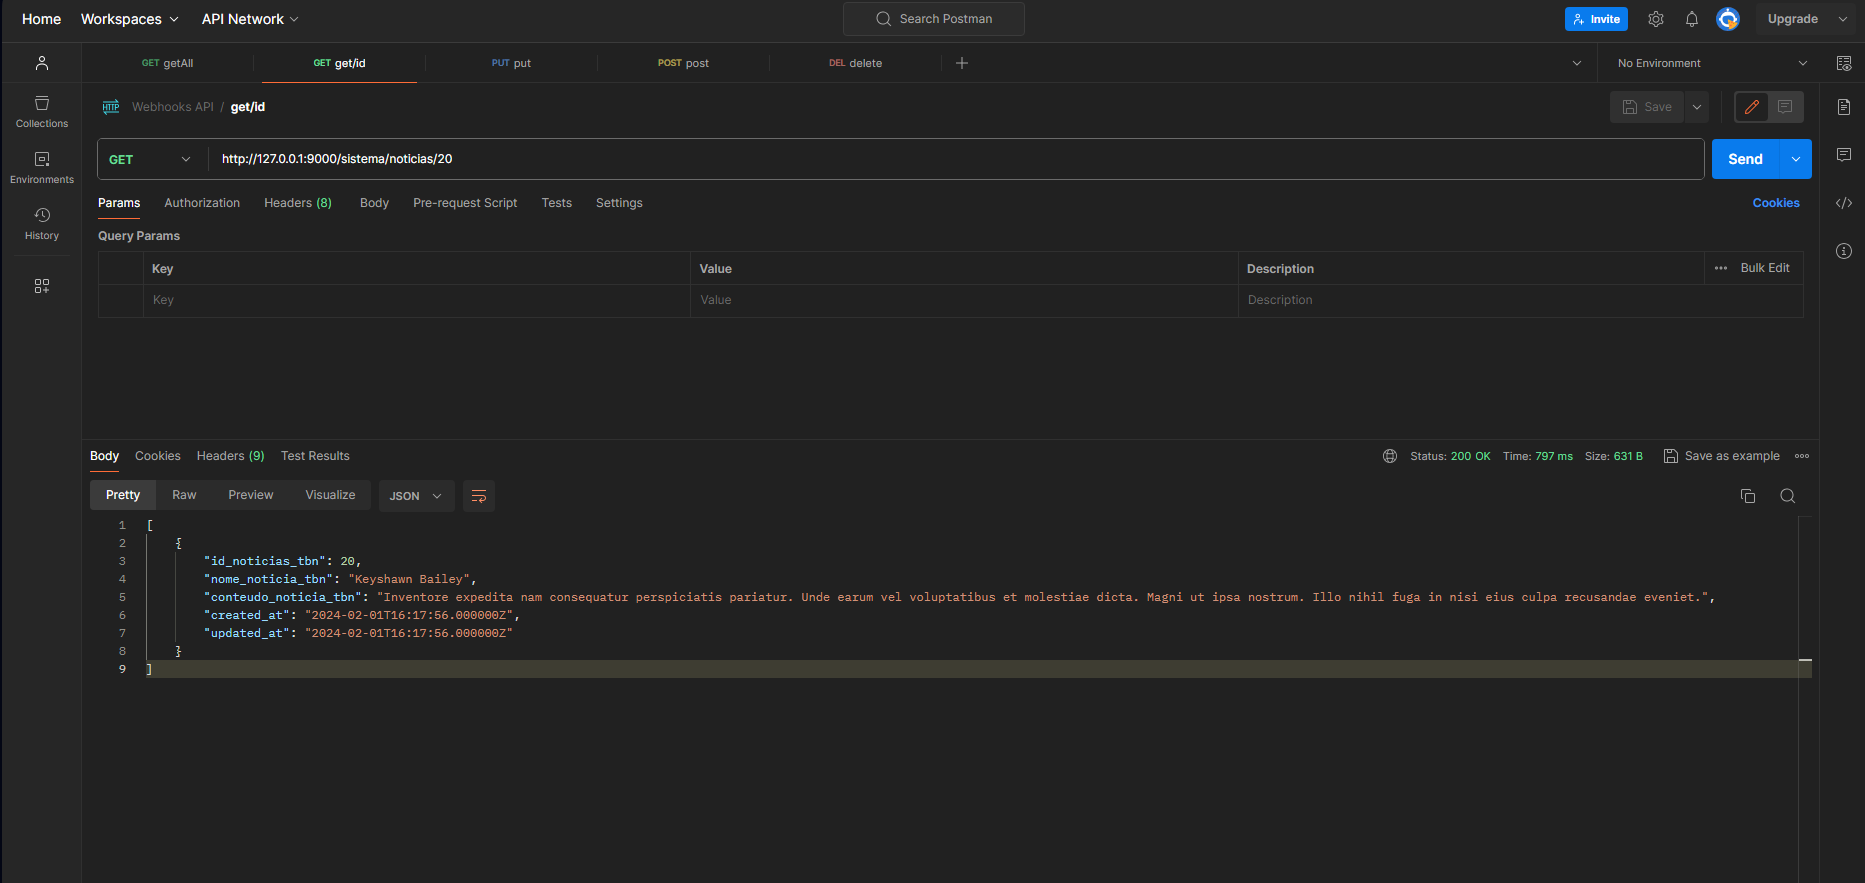 Home Workspaces API Network Search Postman Invite Upgrade
GET getAll GET get/id PUT put POST post DEL delete No Environment
HTTP Webhooks API / get/id Save
Collections
GET http://127.0.0.1:9000/sistema/noticias/20 Send
Environments
Params Authorization Headers (8) Body Pre-request Script Tests Settings Cookies
History
Query Params
Key Value Description Bulk Edit
Key Value Description
Body Cookies Headers (9) Test Results Status: 200 OK Time: 797 ms Size: 631 B Save as example
Pretty Raw Preview Visualize JSON
1 [
2 {
3 "id_noticias_tbn": 20,
4 "nome_noticia_tbn": "Keyshawn Bailey",
5 "conteudo_noticia_tbn": "Inventore expedita nam consequatur perspiciatis pariatur. Unde earum vel voluptatibus et molestiae dicta. Magni ut ipsa nostrum. Illo nihil fuga in nisi eius culpa recusandae eveniet.",
6 "created_at": "2024-02-01T16:17:56.000000Z",
7 "updated_at": "2024-02-01T16:17:56.000000Z"
8 }
9 ]